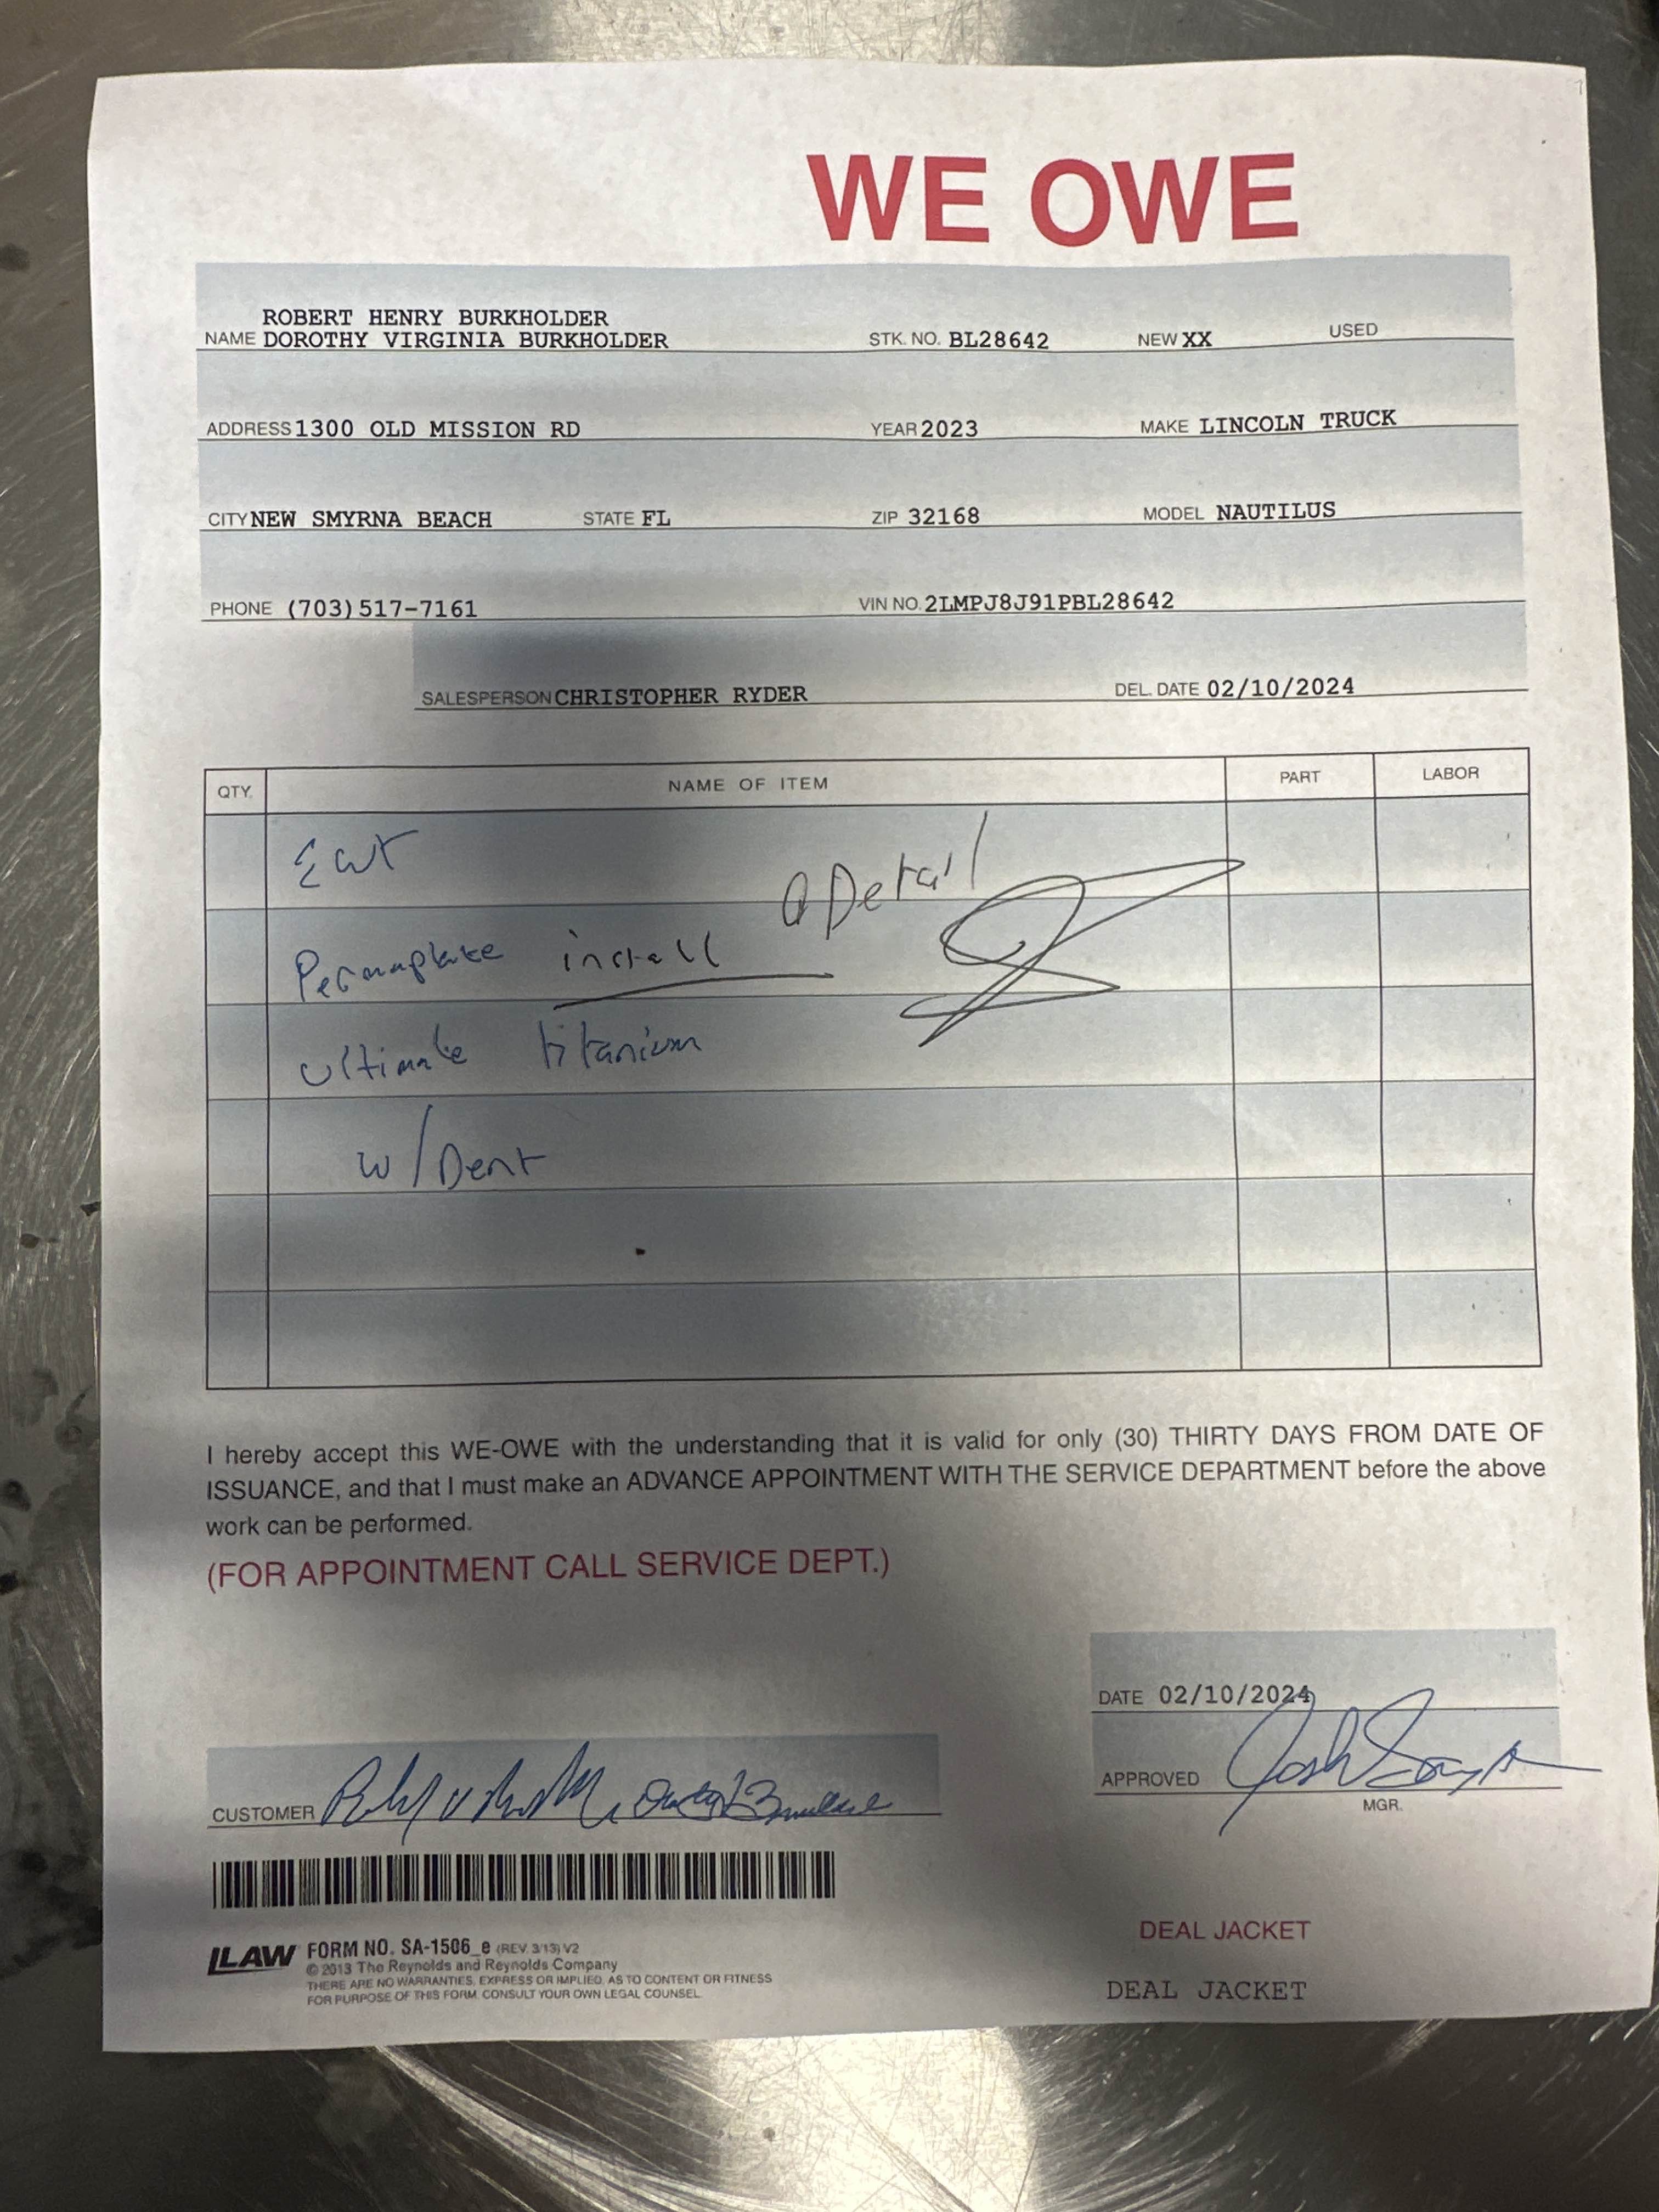 WE OWE
ROBERT HENRY BURKHOLDER
NAME DOROTHY VIRGINIA BURKHOLDER STK. NO. BL28642 NEW XX USED
ADDRESS 1300 OLD MISSION RD YEAR 2023 MAKE LINCOLN TRUCK
CITY NEW SMYRNA BEACH STATE FL ZIP 32168 MODEL NAUTILUS
PHONE (703)517-7161 VIN NO. 2LMPJ8J91PBL28642
SALESPERSON CHRISTOPHER RYDER DEL. DATE 02/10/2024
QTY. NAME OF ITEM PART LABOR
EWT
Permaplate install @ Detail
Ultimate titanium
w/Dent
I hereby accept this WE-OWE with the understanding that it is valid for only (30) THIRTY DAYS FROM DATE OF
ISSUANCE, and that I must make an ADVANCE APPOINTMENT WITH THE SERVICE DEPARTMENT before the above
work can be performed.
(FOR APPOINTMENT CALL SERVICE DEPT.)
DATE 02/10/2024
APPROVED
MGR.
CUSTOMER
LAW FORM NO. SA-1506_e (REV. 3/13) V2
© 2013 The Reynolds and Reynolds Company
THERE ARE NO WARRANTIES, EXPRESS OR IMPLIED, AS TO CONTENT OR FITNESS
FOR PURPOSE OF THIS FORM. CONSULT YOUR OWN LEGAL COUNSEL.
DEAL JACKET
DEAL JACKET